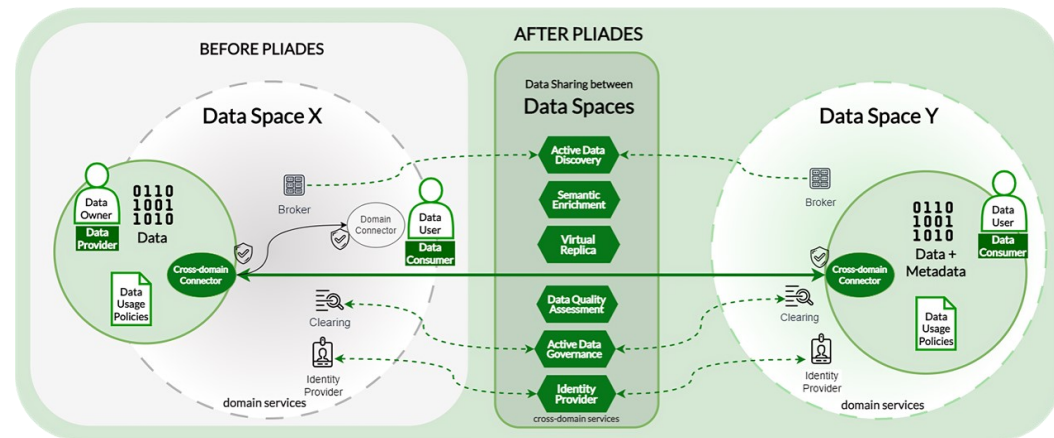 BEFORE PLIADES
AFTER PLIADES
Data Space X
Data
Owner
Data
Provider
0110
1001
1010
Data
Data
Usage
Policies
Cross-domain
Connector
Broker
Domain
Connector
Data
User
Data
Consumer
Clearing
Identity
Provider
domain services
Data Sharing between
Data Spaces
Active Data
Discovery
Semantic
Enrichment
Virtual
Replica
Data Quality
Assessment
Active Data
Governance
Identity
Provider
cross-domain services
Data Space Y
Broker
Cross-domain
Connector
0110
1001
1010
Data +
Metadata
Data
User
Data
Consumer
Data
Usage
Policies
Clearing
Identity
Provider
domain services